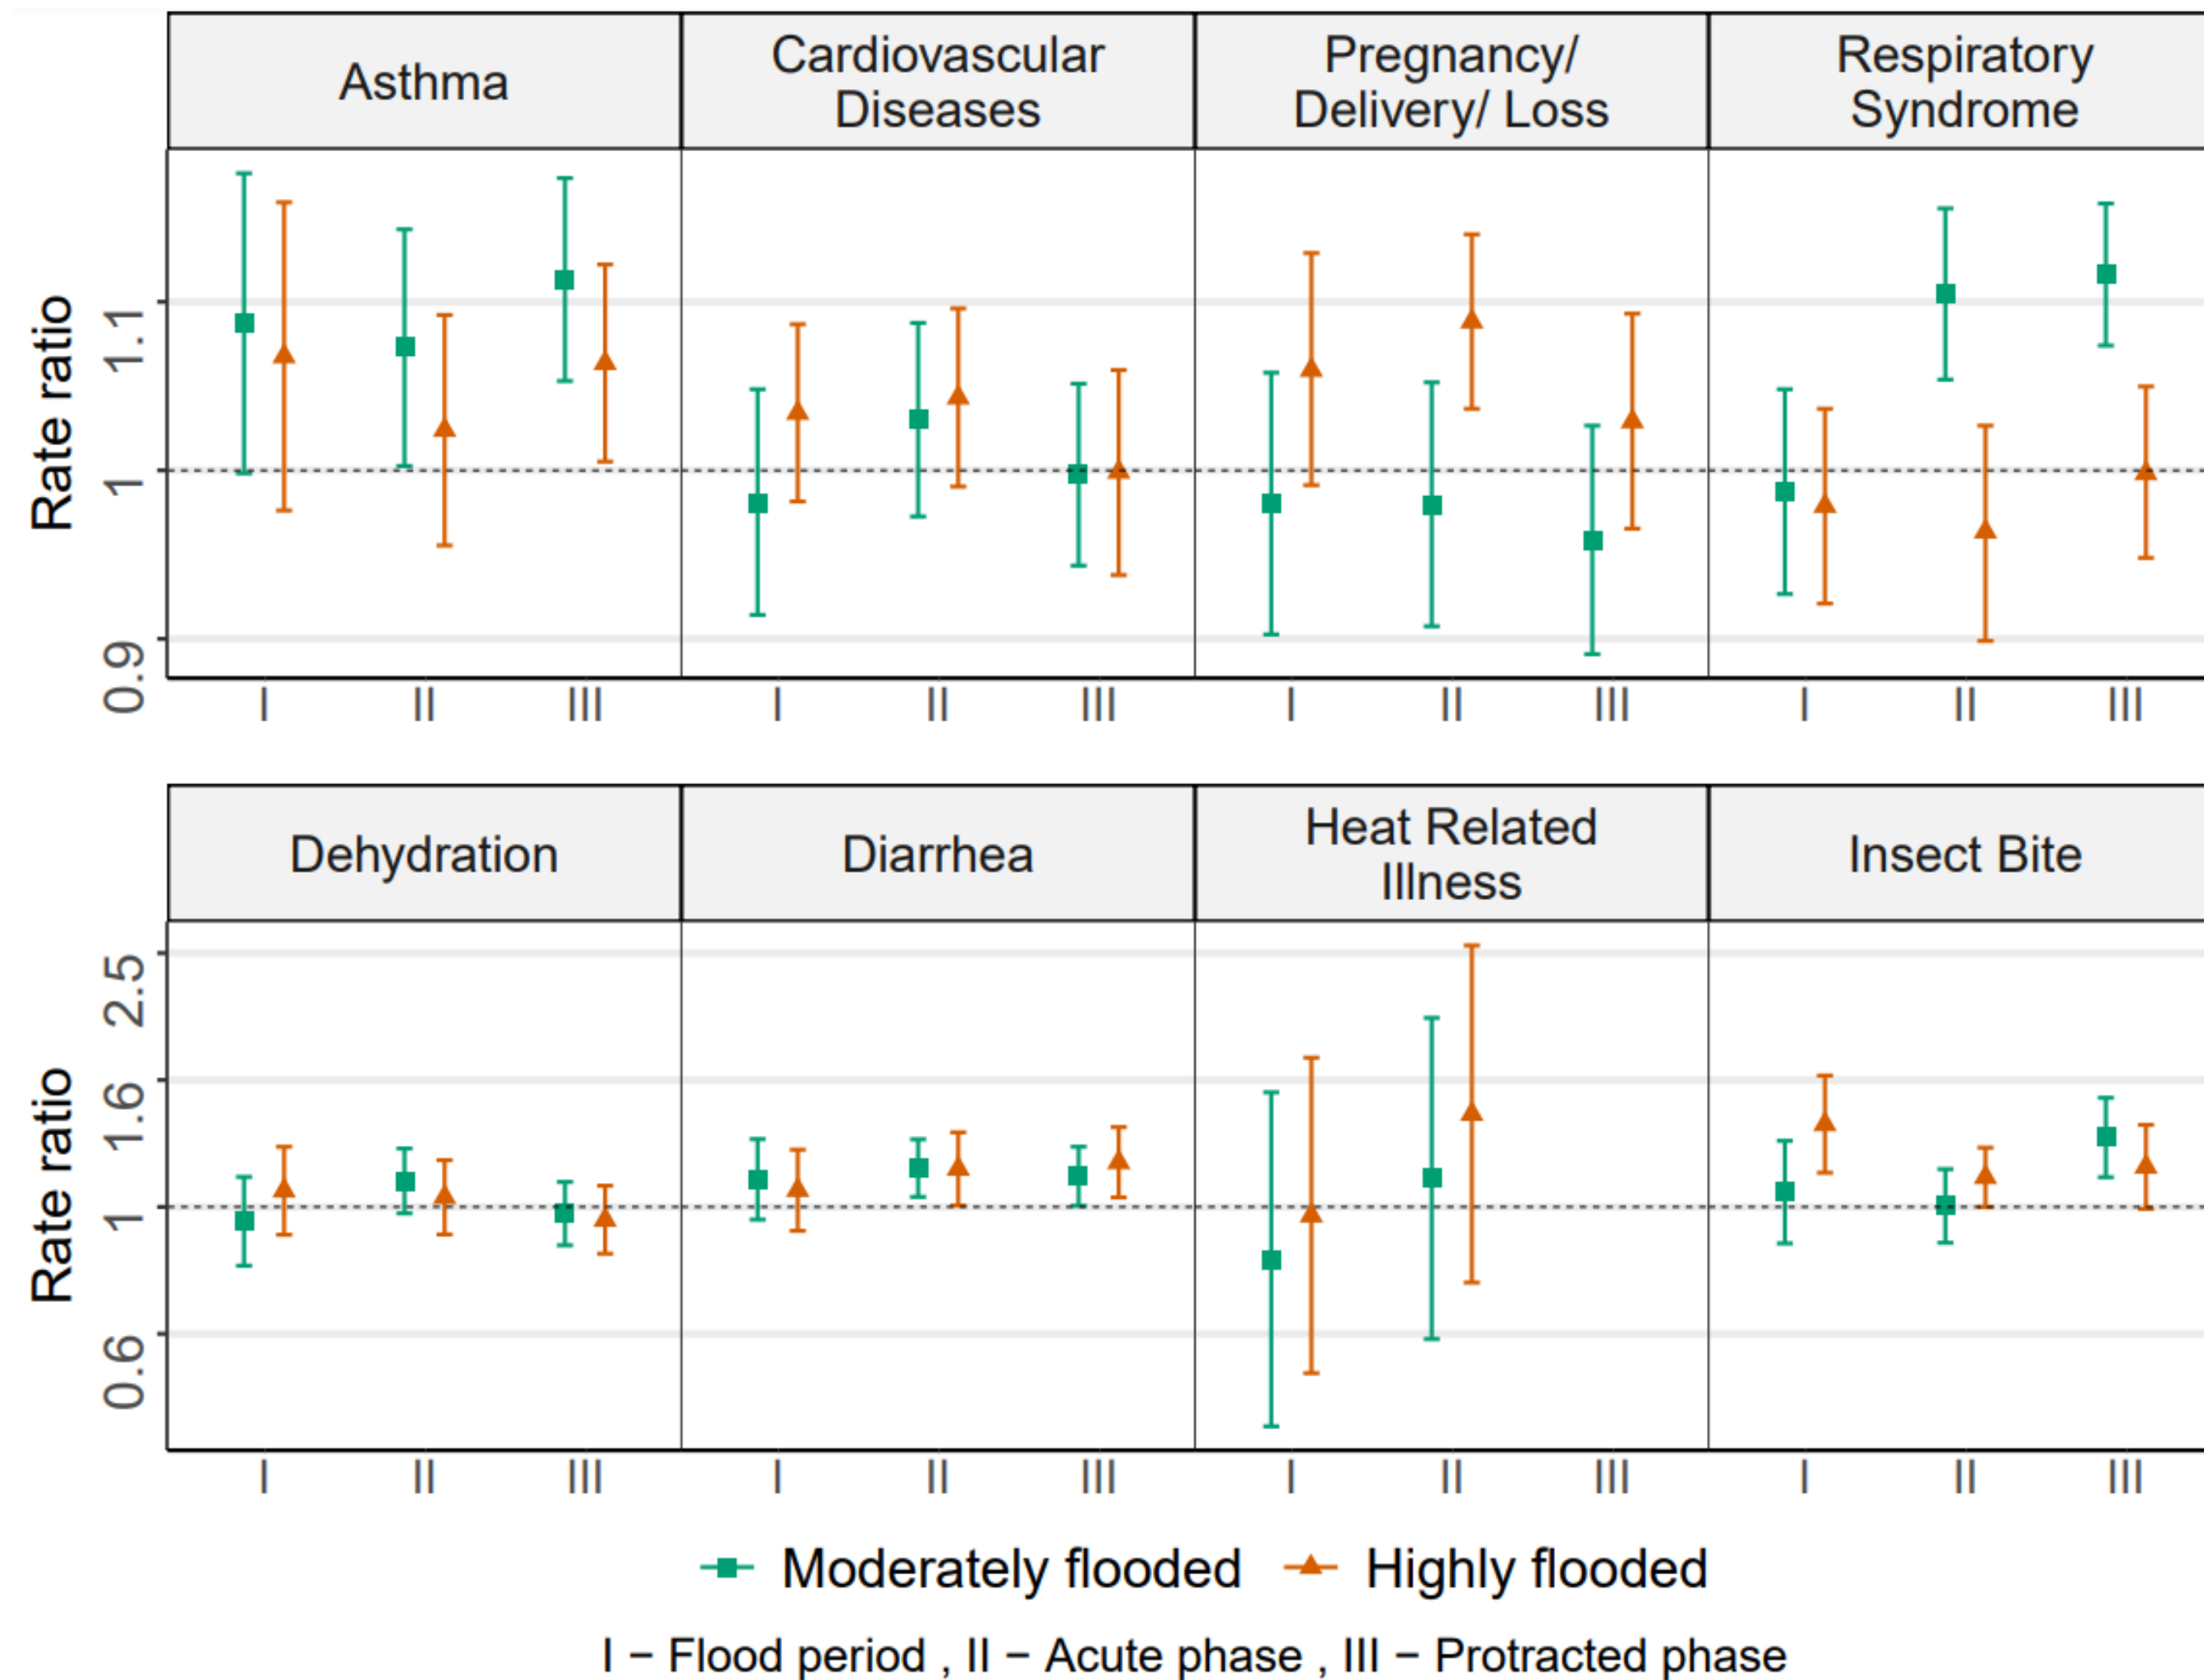 Asthma
Cardiovascular
Diseases
Pregnancy/
Delivery/ Loss
Respiratory
Syndrome
Rate ratio
1.1
1
0.9
I II III I II III I II III I II III
Dehydration
Diarrhea
Heat Related
Illness
Insect Bite
Rate ratio
2.5
1.6
1
0.6
I II III I II III I II III I II III
Moderately flooded Highly flooded
I − Flood period , II − Acute phase , III − Protracted phase